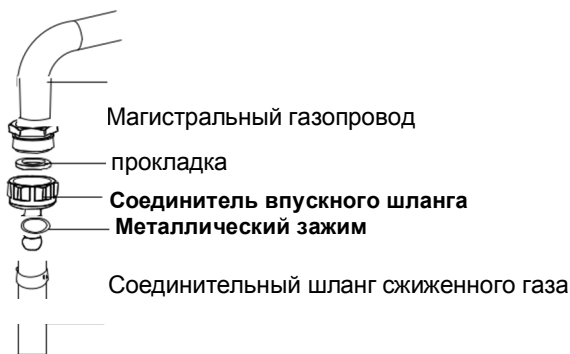 Магистральный газопровод
прокладка
Соединитель впускного шланга
Металлический зажим
Соединительный шланг сжиженного газа